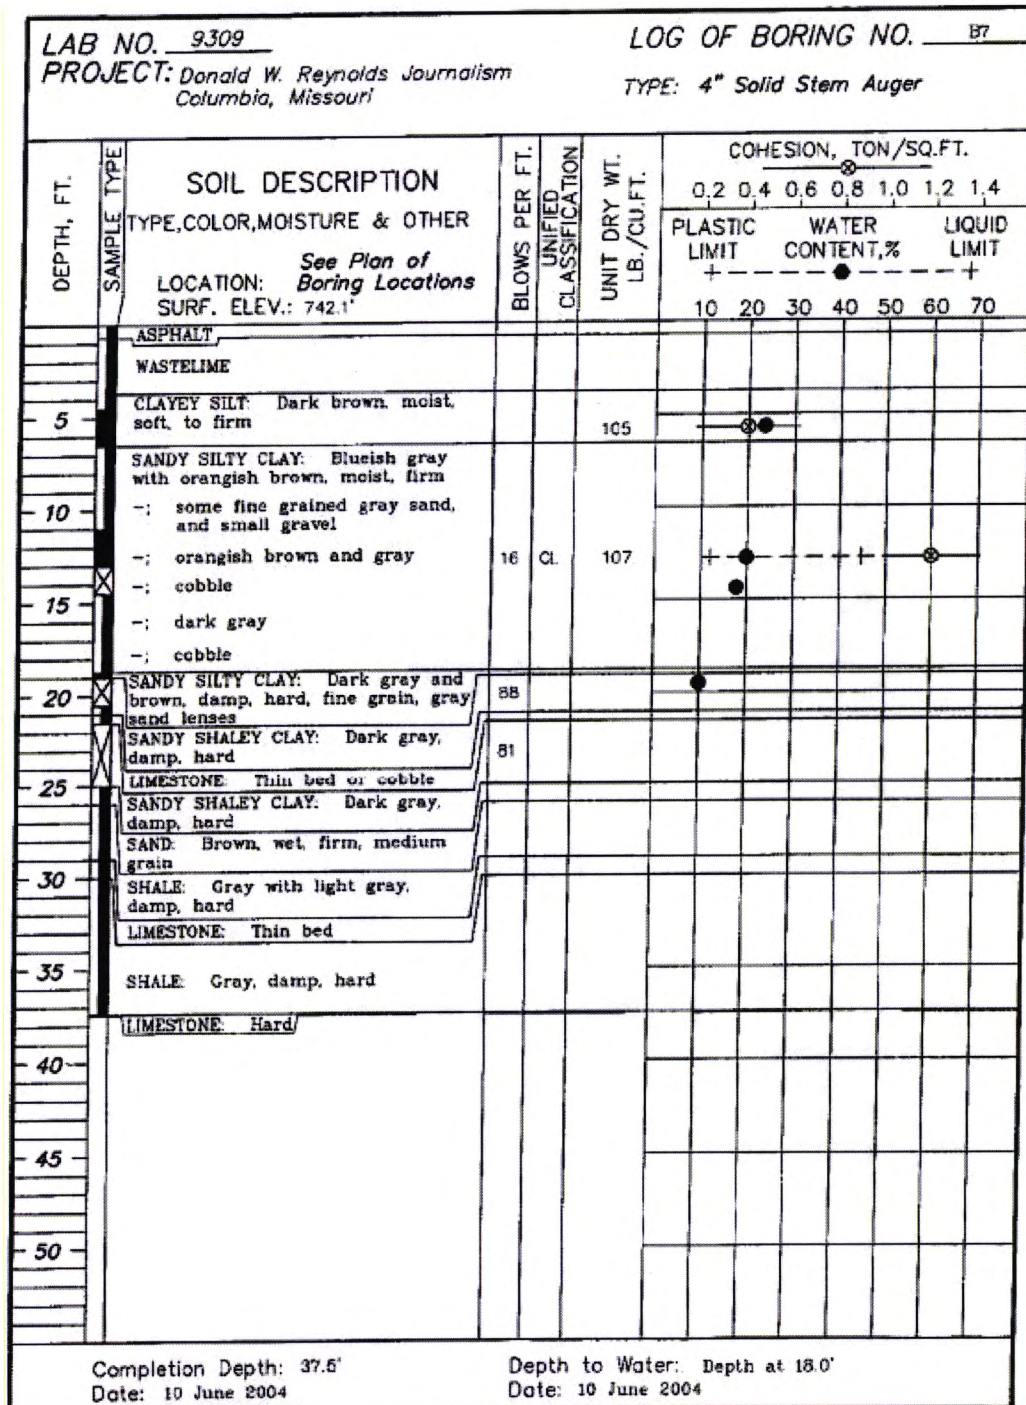 LAB NO. 9309
LOG OF BORING NO. B7
PROJECT: Donald W. Reynolds Journalism
Columbia, Missouri
TYPE: 4" Solid Stem Auger
DEPTH, FT.
SAMPLE TYPE
SOIL DESCRIPTION
TYPE,COLOR,MOISTURE & OTHER
See Plan of
LOCATION: Boring Locations
SURF. ELEV.: 742.1'
BLOWS PER FT.
UNIFIED
CLASSIFICATION
UNIT DRY WT.
LB./CU.FT.
COHESION, TON/SQ.FT.
0.2 0.4 0.6 0.8 1.0 1.2 1.4
PLASTIC WATER LIQUID
LIMIT CONTENT,% LIMIT
10 20 30 40 50 60 70
ASPHALT
WASTELIME
CLAYEY SILT: Dark brown, moist,
5 soft, to firm 105
SANDY SILTY CLAY: Blueish gray
with orangish brown, moist, firm
10 -; some fine grained gray sand,
and small gravel
-; orangish brown and gray 16 CL 107
-; cobble
15
-; dark gray
-; cobble
SANDY SILTY CLAY: Dark gray and
20 brown, damp, hard, fine grain, gray 88
sand lenses
SANDY SHALEY CLAY: Dark gray,
damp, hard 81
LIMESTONE: Thin bed or cobble
25
SANDY SHALEY CLAY: Dark gray,
damp, hard
SAND: Brown, wet, firm, medium
grain
30
SHALE: Gray with light gray,
damp, hard
LIMESTONE: Thin bed
35
SHALE: Gray, damp, hard
LIMESTONE: Hard
40
45
50
Completion Depth: 37.5'
Depth to Water: Depth at 18.0'
Date: 10 June 2004
Date: 10 June 2004